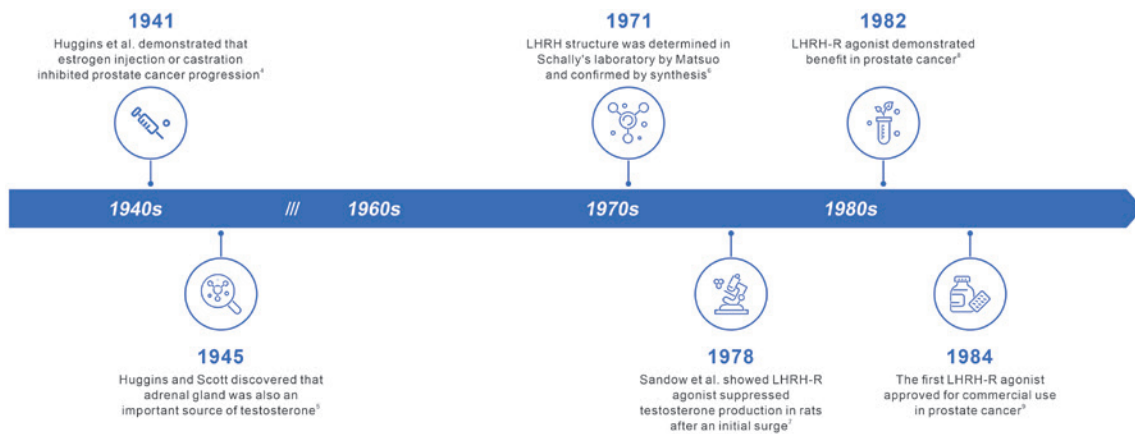 1941
Huggins et al. demonstrated that
estrogen injection or castration
inhibited prostate cancer progression⁴
1971
LHRH structure was determined in
Schally's laboratory by Matsuo
and confirmed by synthesis⁶
1982
LHRH-R agonist demonstrated
benefit in prostate cancer⁸
1940s /// 1960s 1970s 1980s
1945
Huggins and Scott discovered that
adrenal gland was also an
important source of testosterone⁵
1978
Sandow et al. showed LHRH-R
agonist suppressed
testosterone production in rats
after an initial surge⁷
1984
The first LHRH-R agonist
approved for commercial use
in prostate cancer⁹